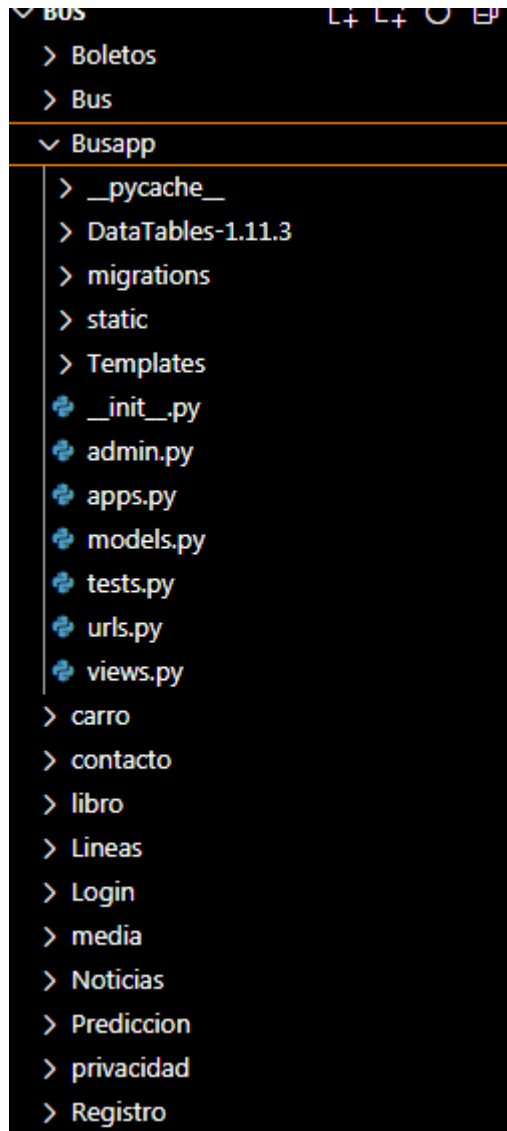 BUS
Boletos
Bus
Busapp
__pycache__
DataTables-1.11.3
migrations
static
Templates
__init__.py
admin.py
apps.py
models.py
tests.py
urls.py
views.py
carro
contacto
libro
Lineas
Login
media
Noticias
Prediccion
privacidad
Registro